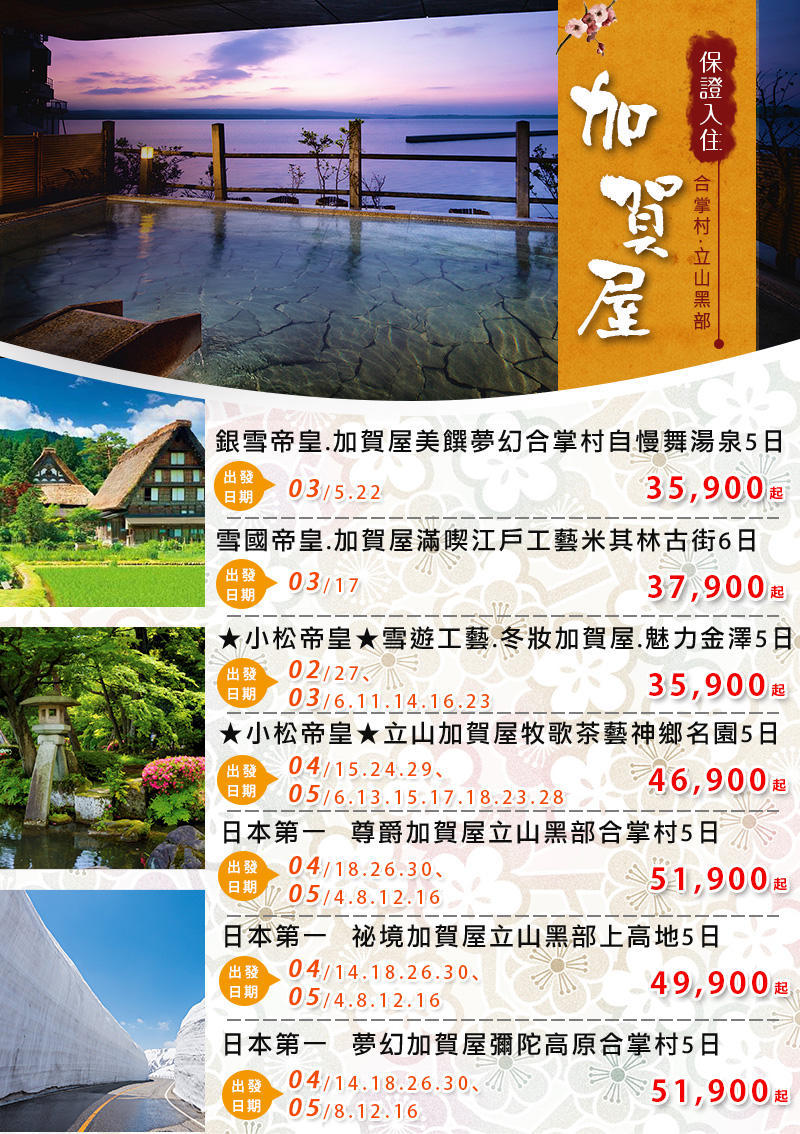 保證入住
加賀屋
合掌村·立山黑部
銀雪帝皇.加賀屋美饌夢幻合掌村自慢舞湯泉5日
出發
日期
03/5.22
35,900起
雪國帝皇.加賀屋滿喫江戶工藝米其林古街6日
出發
日期
03/17
37,900起
★小松帝皇★雪遊工藝.冬妝加賀屋.魅力金澤5日
出發
日期
02/27、
03/6.11.14.16.23
35,900起
★小松帝皇★立山加賀屋牧歌茶藝神鄉名園5日
出發
日期
04/15.24.29、
05/6.13.15.17.18.23.28
46,900起
日本第一 尊爵加賀屋立山黑部合掌村5日
出發
日期
04/18.26.30、
05/4.8.12.16
51,900起
日本第一 祕境加賀屋立山黑部上高地5日
出發
日期
04/14.18.26.30、
05/4.8.12.16
49,900起
日本第一 夢幻加賀屋彌陀高原合掌村5日
出發
日期
04/14.18.26.30、
05/8.12.16
51,900起